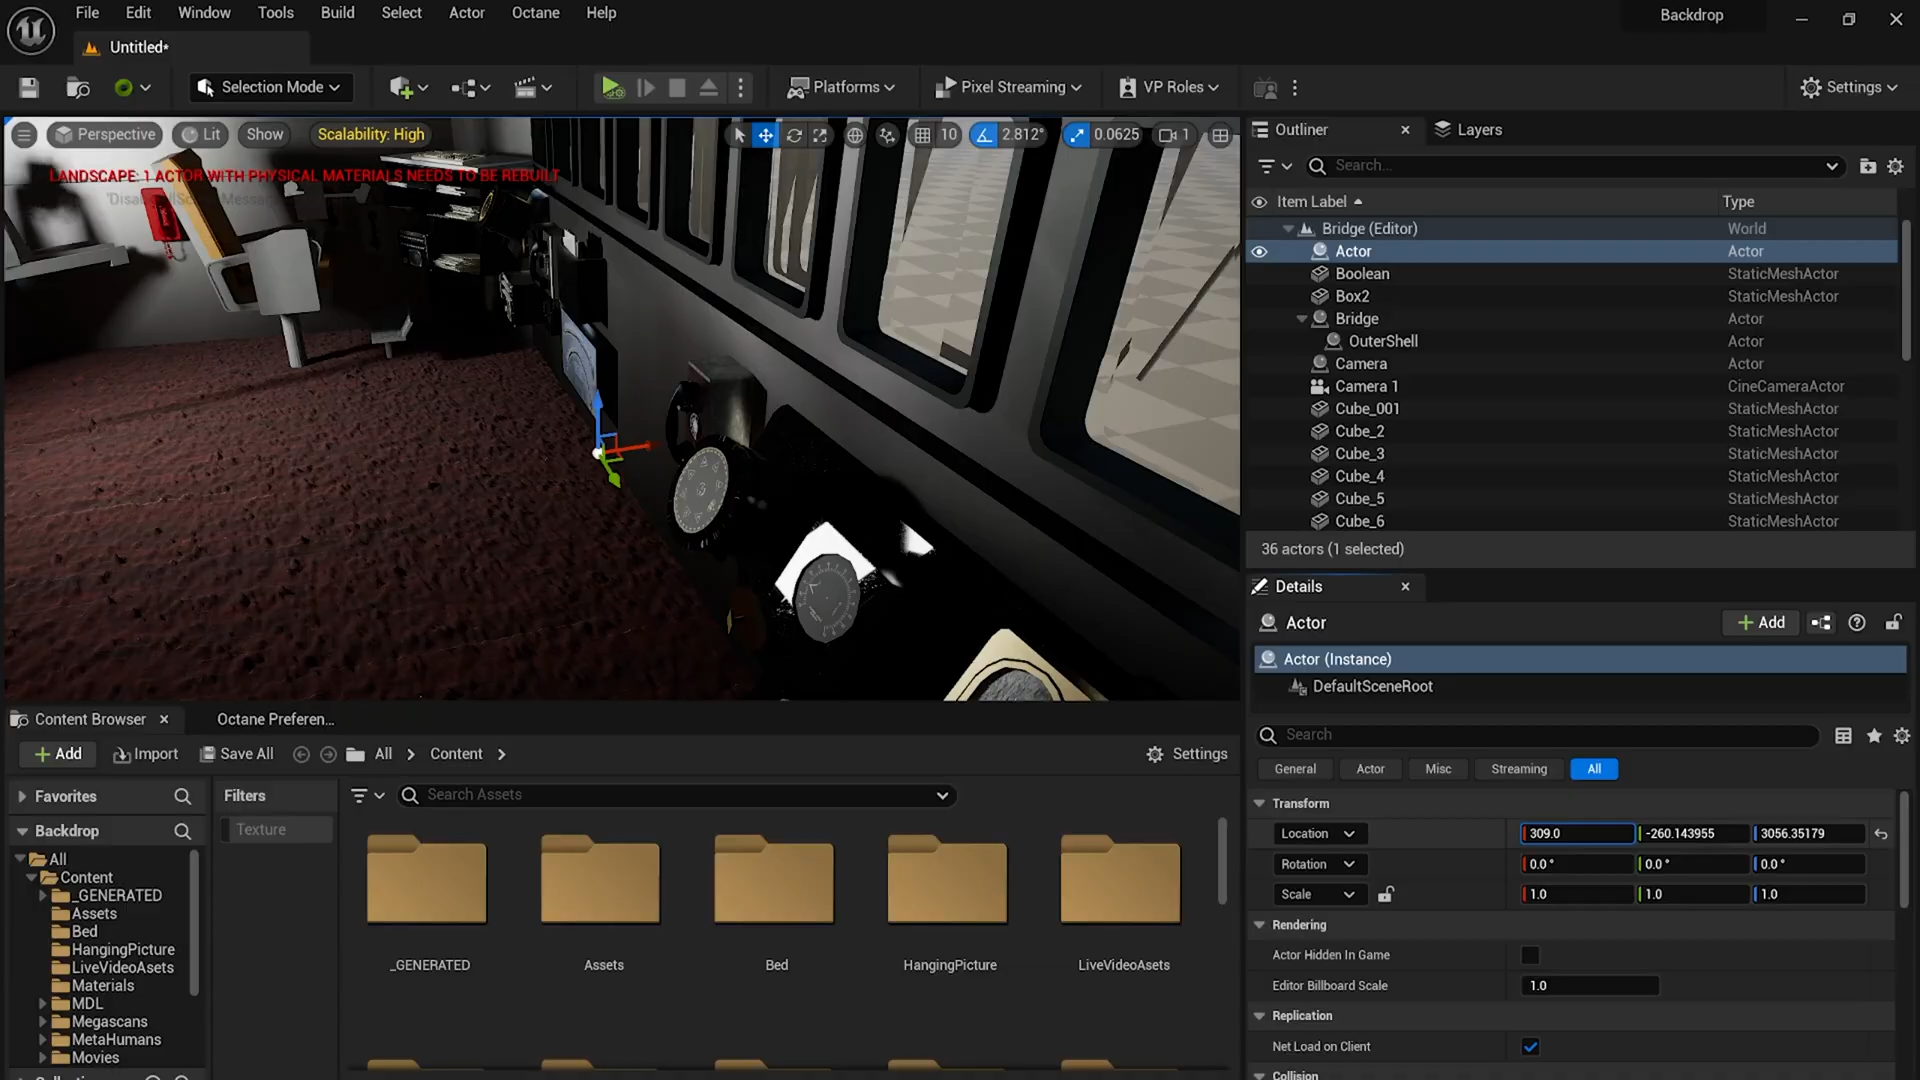 File Edit Window Tools Build Select Actor Octane Help
Backdrop
Untitled*
Selection Mode
Platforms
Pixel Streaming
VP Roles
Settings
Perspective Lit Show Scalability: High
10 2.812° 0.0625 1
LANDSCAPE: 1 ACTOR WITH PHYSICAL MATERIALS NEEDS TO BE REBUILT
Outliner Layers
Search...
Item Label Type
Bridge (Editor) World
Actor Actor
Boolean StaticMeshActor
Box2 StaticMeshActor
Bridge Actor
OuterShell Actor
Camera Actor
Camera 1 CineCameraActor
Cube_001 StaticMeshActor
Cube_2 StaticMeshActor
Cube_3 StaticMeshActor
Cube_4 StaticMeshActor
Cube_5 StaticMeshActor
Cube_6 StaticMeshActor
36 actors (1 selected)
Details
Actor Add
Actor (Instance)
DefaultSceneRoot
Search
General Actor Misc Streaming All
Transform
Location 309.0 -260.143955 3056.35179
Rotation 0.0° 0.0° 0.0°
Scale 1.0 1.0 1.0
Rendering
Actor Hidden In Game
Editor Billboard Scale 1.0
Replication
Net Load on Client
Collision
Content Browser Octane Preferen...
Add Import Save All All Content Settings
Favorites
Backdrop
All
Content
_GENERATED
Assets
Bed
HangingPicture
LiveVideoAsets
Materials
MDL
Megascans
MetaHumans
Movies
Filters
Texture
Search Assets
_GENERATED Assets Bed HangingPicture LiveVideoAsets